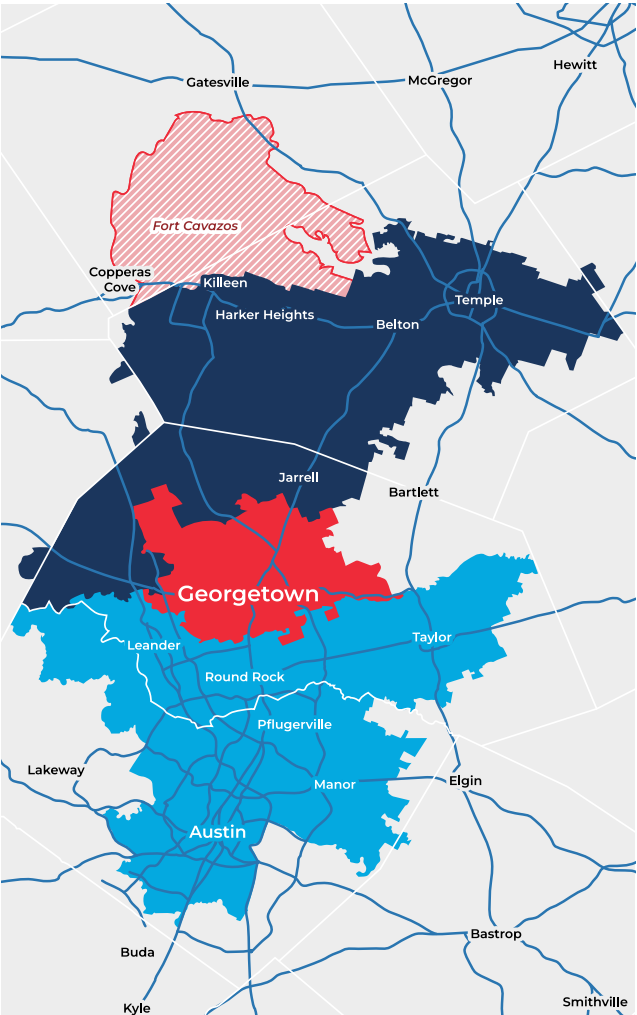 Hewitt
Gatesville
McGregor
Fort Cavazos
Copperas
Cove
Killeen
Temple
Harker Heights
Belton
Jarrell
Bartlett
Georgetown
Leander
Taylor
Round Rock
Pflugerville
Lakeway
Manor
Elgin
Austin
Bastrop
Buda
Smithville
Kyle